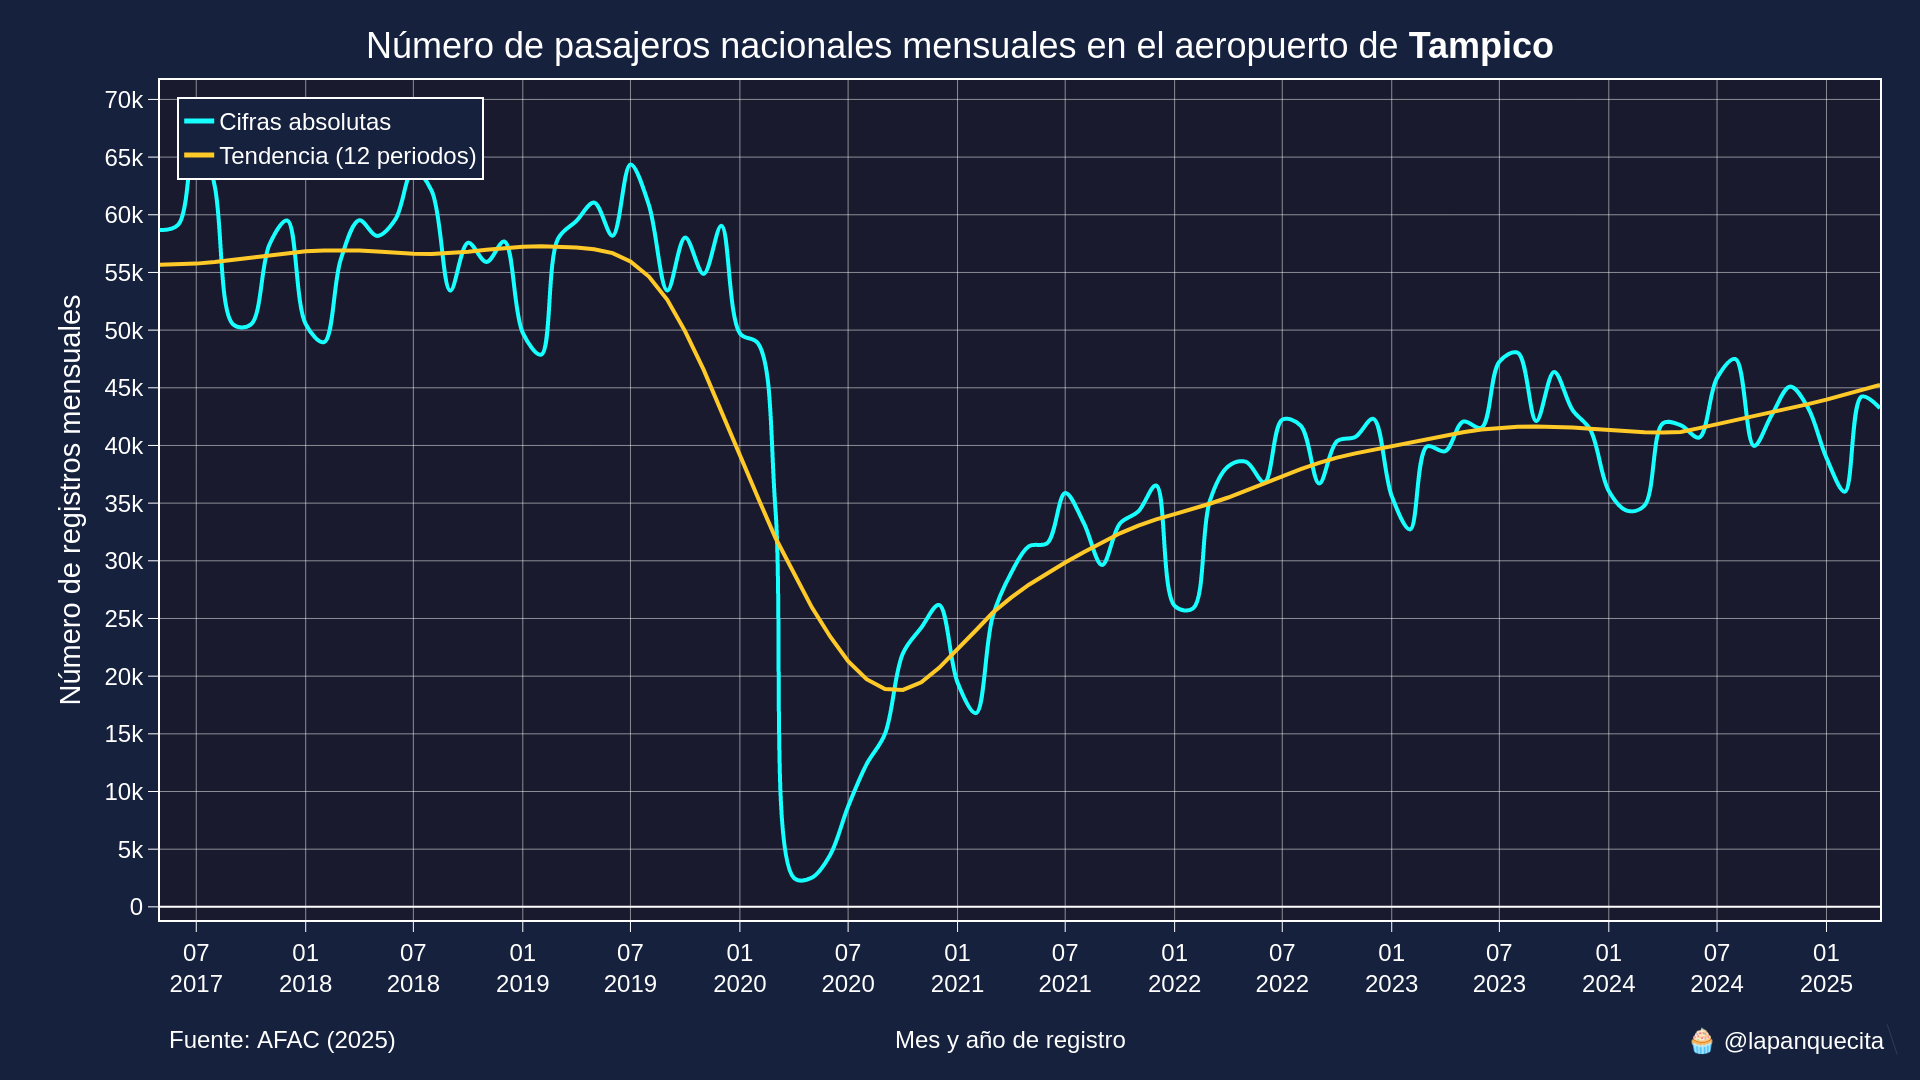 Número de pasajeros nacionales mensuales en el aeropuerto de Tampico
Cifras absolutas
Tendencia (12 periodos)
Número de registros mensuales
70k
65k
60k
55k
50k
45k
40k
35k
30k
25k
20k
15k
10k
5k
0
07 01 07 01 07 01 07 01 07 01 07 01 07 01 07 01
2017 2018 2018 2019 2019 2020 2020 2021 2021 2022 2022 2023 2023 2024 2024 2025
Fuente: AFAC (2025)
Mes y año de registro
🧁 @lapanquecita